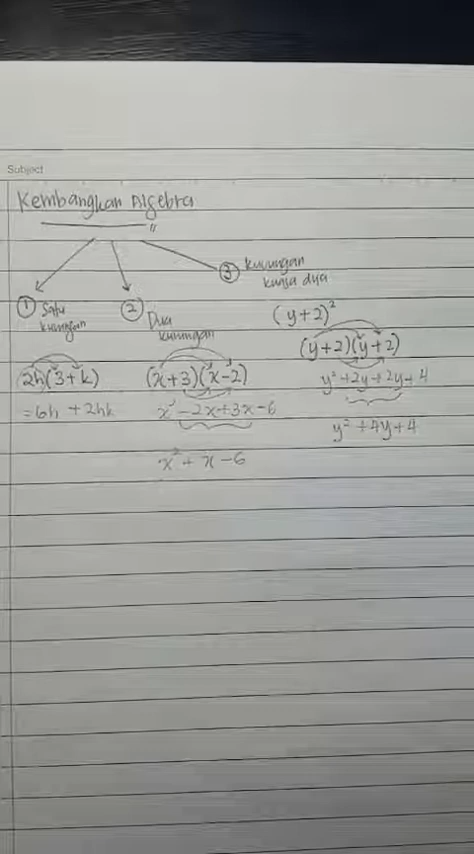 Subject
Kembangkan Algebra
① Satu
kurungan
2h(3+k)
=6h +2hk
② Dua
kurungan
(x+3)(x-2)
x² -2x+3x-6
x² + x -6
③ kurungan
kuasa dua
(y+2)²
(y+2)(y+2)
y² +2y+2y+4
y² +4y+4